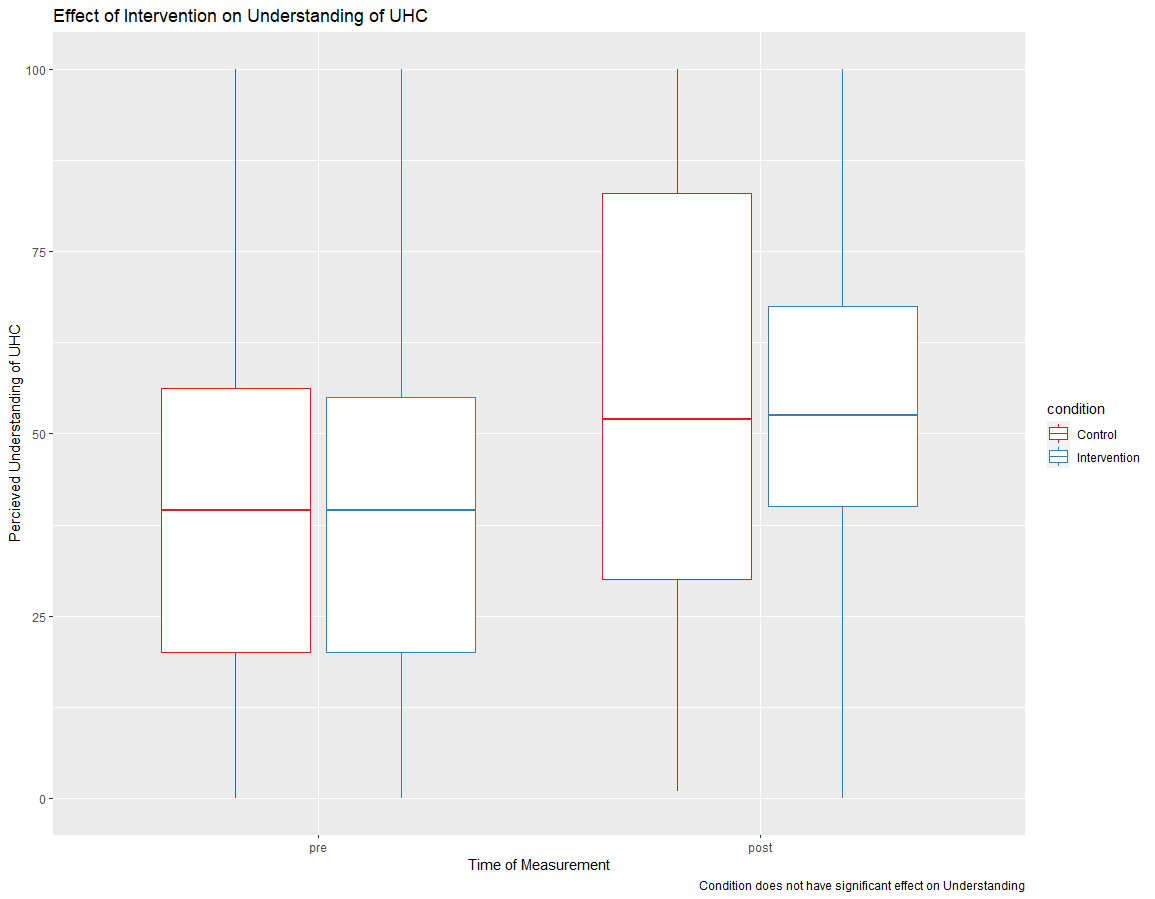 Effect of Intervention on Understanding of UHC
100
75
50
25
0
Percieved Understanding of UHC
pre
post
Time of Measurement
condition
Control
Intervention
Condition does not have significant effect on Understanding